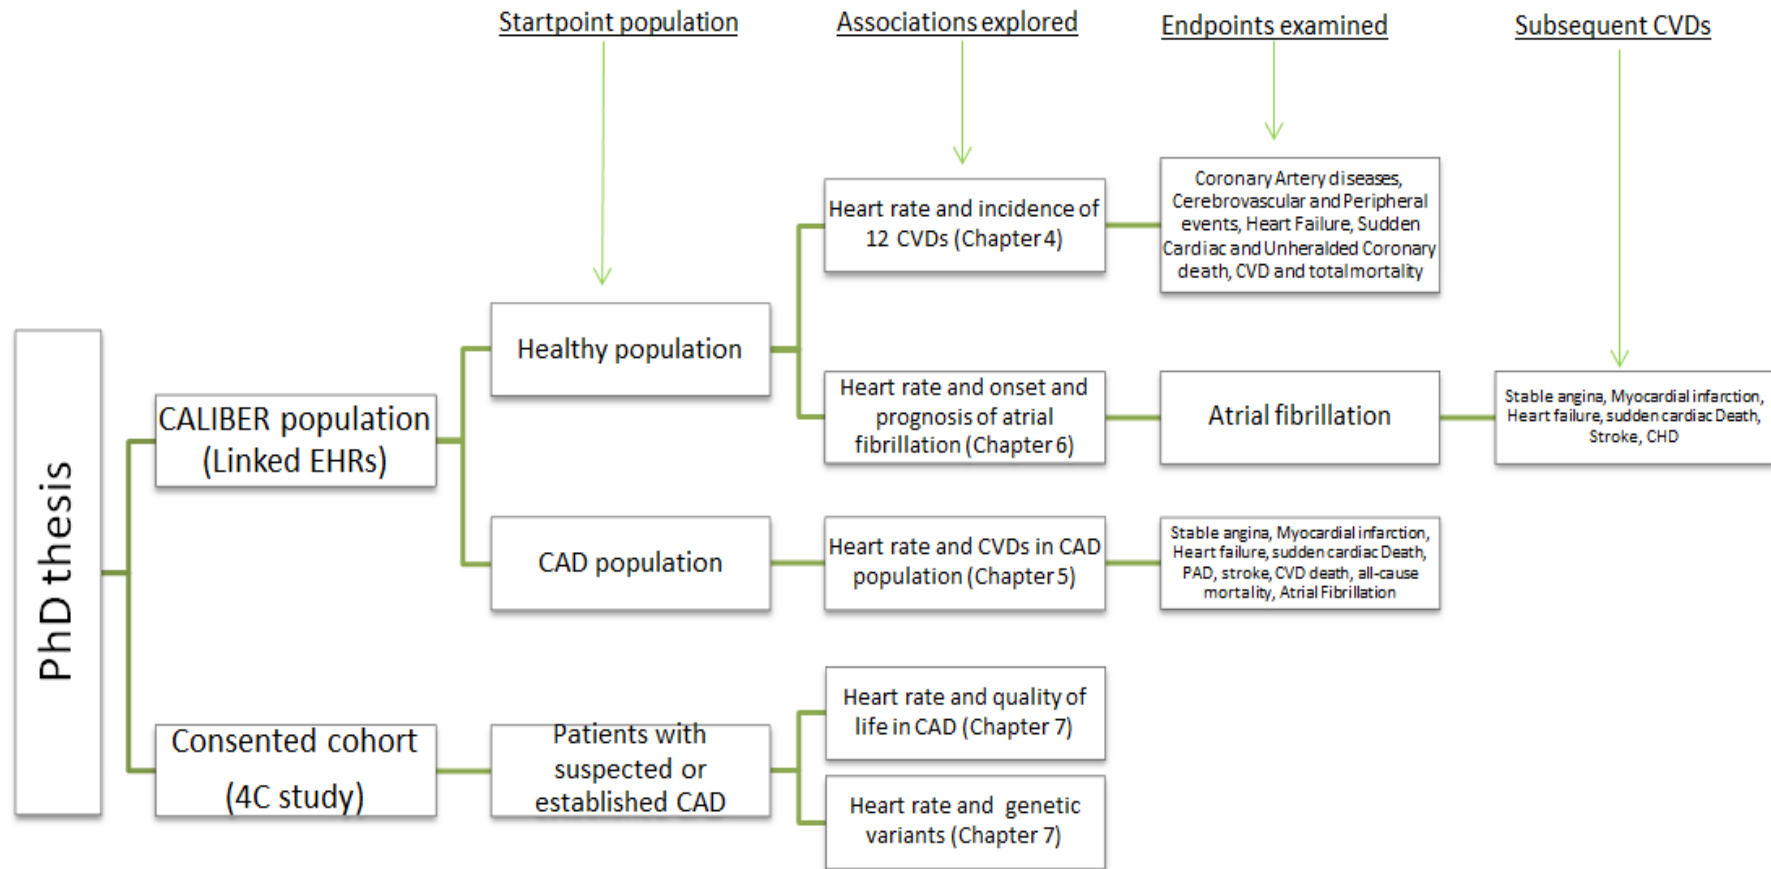 Startpoint population
Associations explored
Endpoints examined
Subsequent CVDs
Coronary Artery diseases,
Cerebrovascular and Peripheral
events, Heart Failure, Sudden
Cardiac and Unheralded Coronary
death, CVD and total mortality
Heart rate and incidence of
12 CVDs (Chapter 4)
Healthy population
Heart rate and onset and
prognosis of atrial
fibrillation (Chapter 6)
Atrial fibrillation
Stable angina, Myocardial infarction,
Heart failure, sudden cardiac Death,
Stroke, CHD
CALIBER population
(Linked EHRs)
PhD thesis
CAD population
Heart rate and CVDs in CAD
population (Chapter 5)
Stable angina, Myocardial infarction,
Heart failure, sudden cardiac Death,
PAD, stroke, CVD death, all-cause
mortality, Atrial Fibrillation
Consented cohort
(4C study)
Patients with
suspected or
established CAD
Heart rate and quality of
life in CAD (Chapter 7)
Heart rate and genetic
variants (Chapter 7)